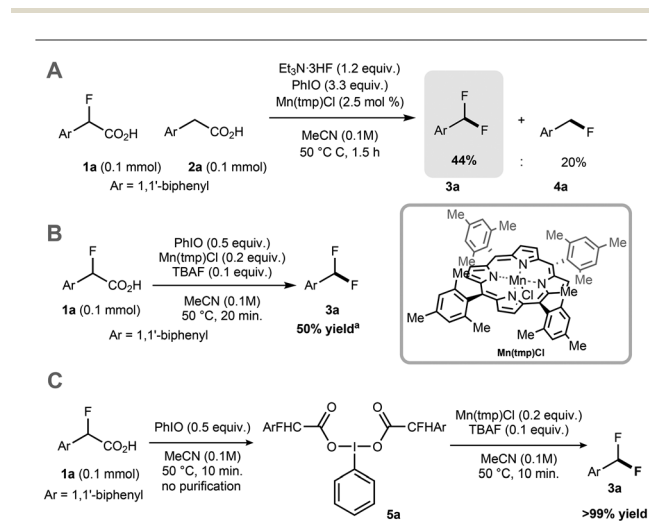 A
Et₃N·3HF (1.2 equiv.)
PhIO (3.3 equiv.)
Mn(tmp)Cl (2.5 mol %)
MeCN (0.1M)
50 °C C, 1.5 h
F
Ar
CO₂H
Ar
CO₂H
1a (0.1 mmol) 2a (0.1 mmol)
Ar = 1,1'-biphenyl
F
Ar
F
+
Ar
F
44% : 20%
3a 4a
B
F
Ar
CO₂H
1a (0.1 mmol)
Ar = 1,1'-biphenyl
PhIO (0.5 equiv.)
Mn(tmp)Cl (0.2 equiv.)
TBAF (0.1 equiv.)
MeCN (0.1M)
50 °C, 20 min.
F
Ar
F
3a
50% yieldᵃ
Me
Me
Me
Me
Me
Me
Me
N
N
N
N
Mn
Cl
Me
Me
Me
Me
Me
Mn(tmp)Cl
C
F
Ar
CO₂H
1a (0.1 mmol)
Ar = 1,1'-biphenyl
PhIO (0.5 equiv.)
MeCN (0.1M)
50 °C, 10 min.
no purification
O
O
ArFHC
CFHAr
O
I
O
5a
Mn(tmp)Cl (0.2 equiv.)
TBAF (0.1 equiv.)
MeCN (0.1M)
50 °C, 10 min.
F
Ar
F
3a
>99% yield